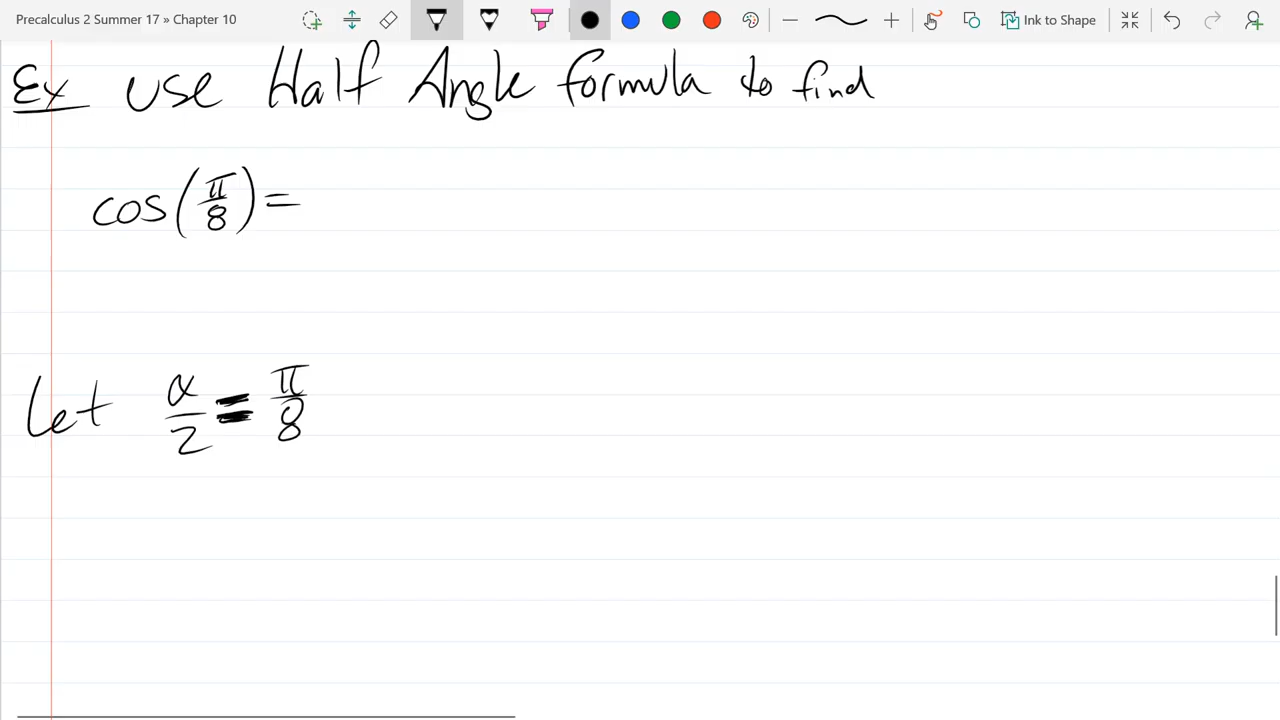 Precalculus 2 Summer 17 » Chapter 10
Ink to Shape
Ex Use Half Angle formula to find
cos(π/8)=
Let α/2 = π/8